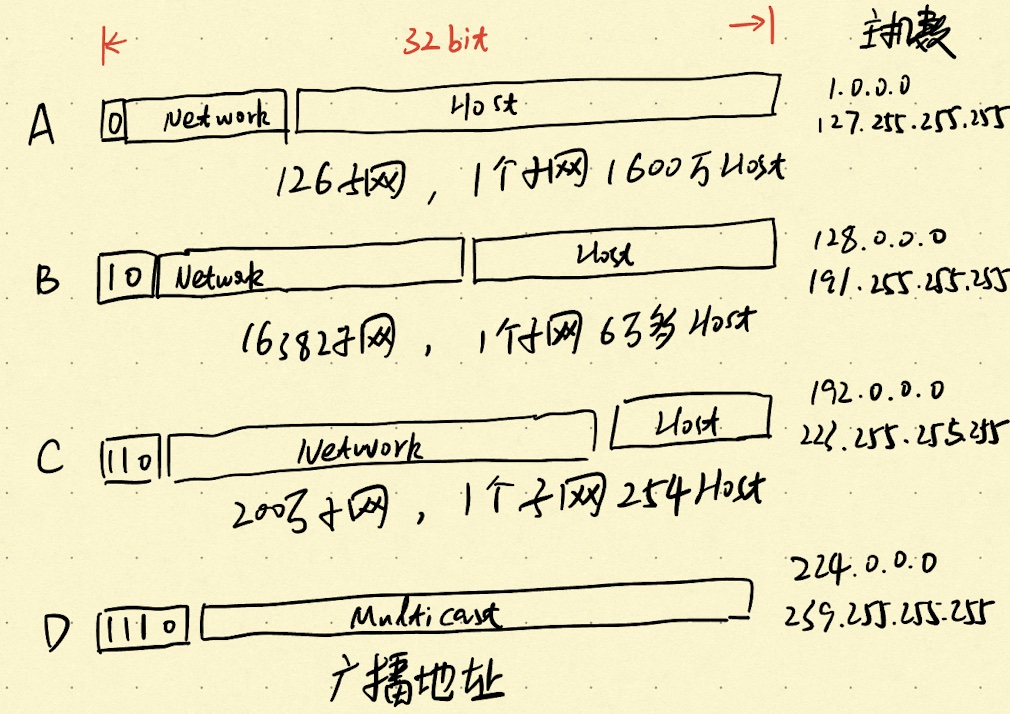 32bit 主机数
A 0 Network Host 1.0.0.0
127.255.255.255
126子网，1个子网1600万Host
B 10 Network Host 128.0.0.0
191.255.255.255
16382子网，1个子网6万多Host
C 110 Network Host 192.0.0.0
223.255.255.255
200万子网，1个子网254Host
D 1110 Multicast 224.0.0.0
239.255.255.255
广播地址